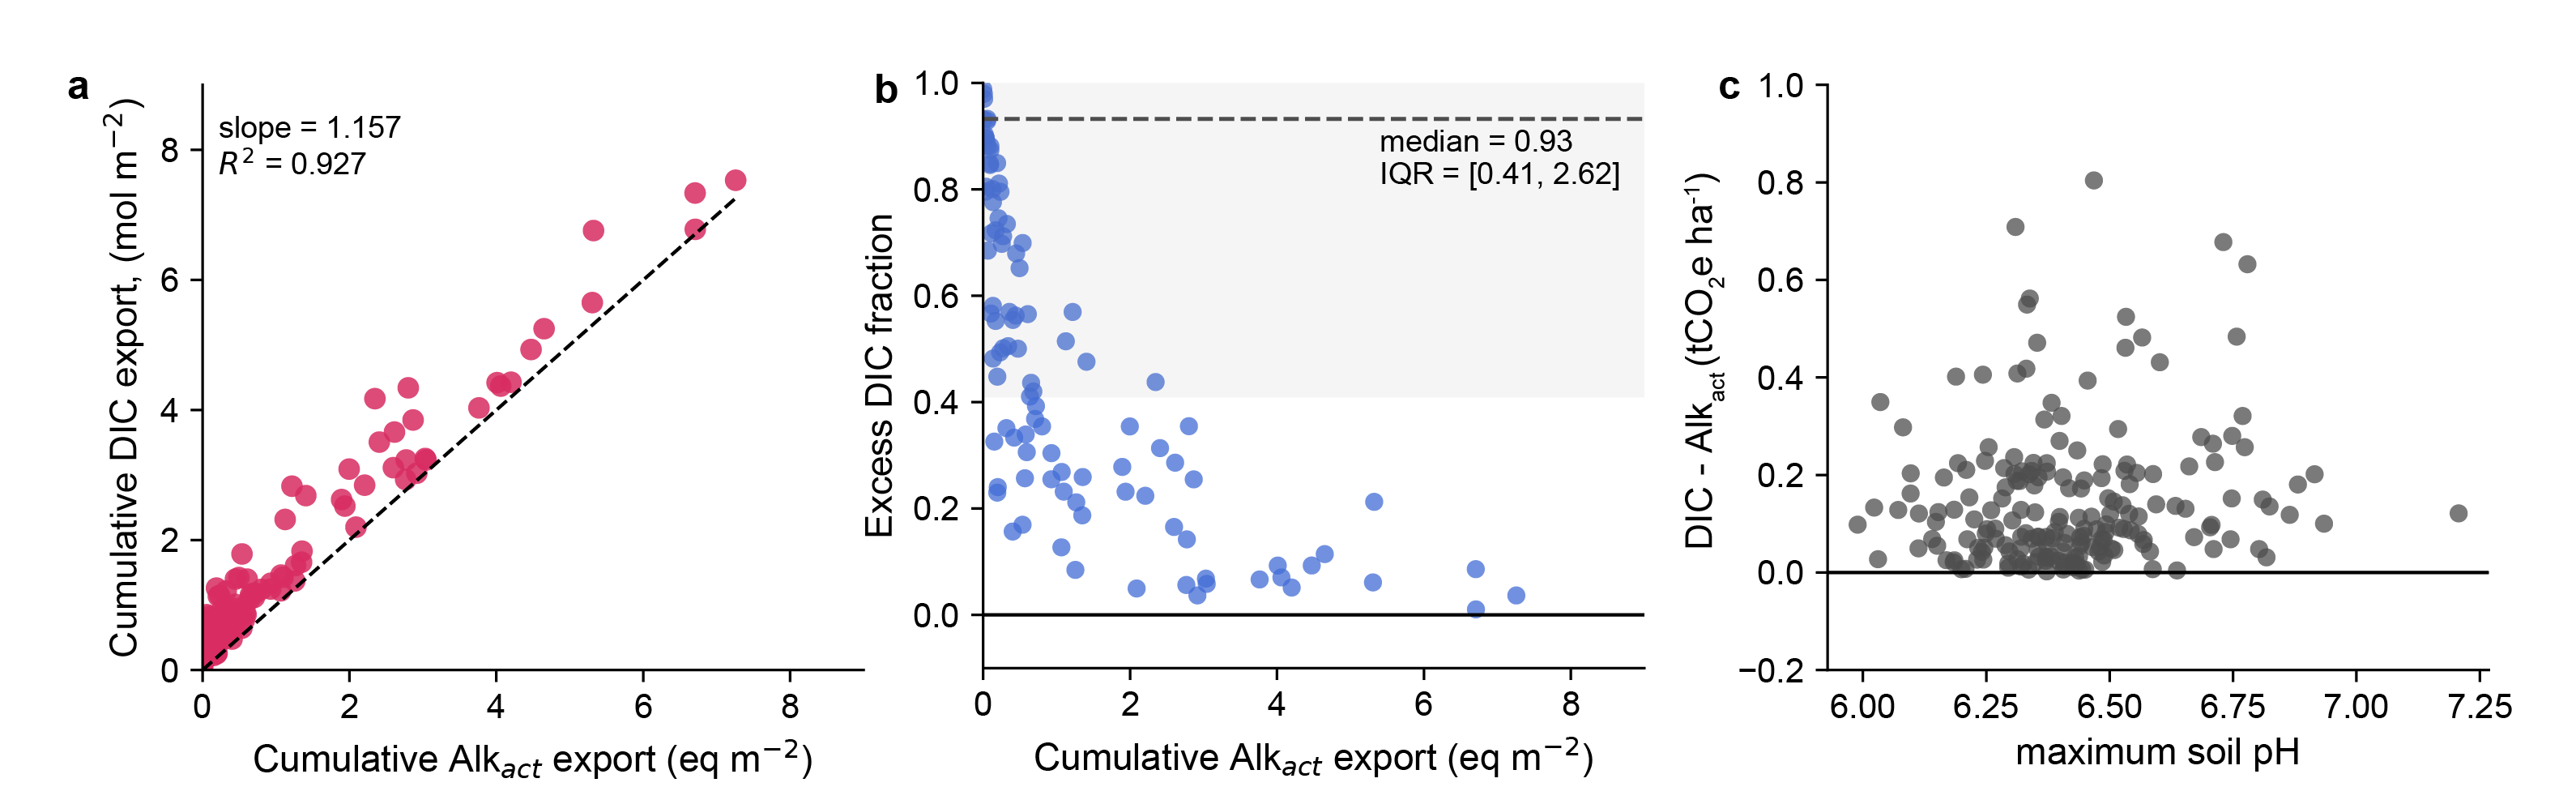 a
slope = 1.157
R² = 0.927
Cumulative DIC export, (mol m⁻²)
8
6
4
2
0
0 2 4 6 8
Cumulative Alk_act export (eq m⁻²)
b
median = 0.93
IQR = [0.41, 2.62]
Excess DIC fraction
1.0
0.8
0.6
0.4
0.2
0.0
0 2 4 6 8
Cumulative Alk_act export (eq m⁻²)
c
DIC - Alk_act (tCO₂e ha⁻¹)
1.0
0.8
0.6
0.4
0.2
0.0
−0.2
6.00 6.25 6.50 6.75 7.00 7.25
maximum soil pH